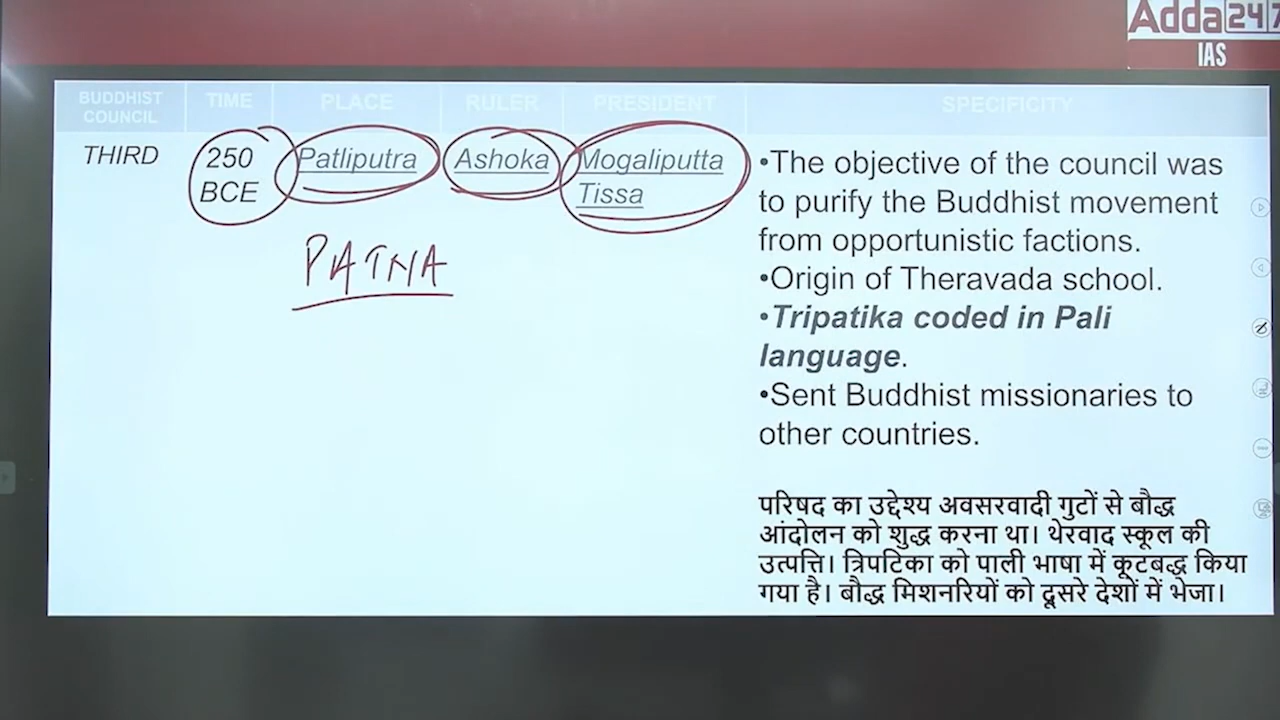 Adda247
IAS
BUDDHIST COUNCIL TIME PLACE RULER PRESIDENT SPECIFICITY
THIRD
250
BCE
Patliputra
Ashoka
Mogaliputta
Tissa
PATNA
•The objective of the council was
to purify the Buddhist movement
from opportunistic factions.
•Origin of Theravada school.
•Tripatika coded in Pali
language.
•Sent Buddhist missionaries to
other countries.
परिषद का उद्देश्य अवसरवादी गुटों से बौद्ध
आंदोलन को शुद्ध करना था। थेरवाद स्कूल की
उत्पत्ति। त्रिपटिका को पाली भाषा में कूटबद्ध किया
गया है। बौद्ध मिशनरियों को दूसरे देशों में भेजा।